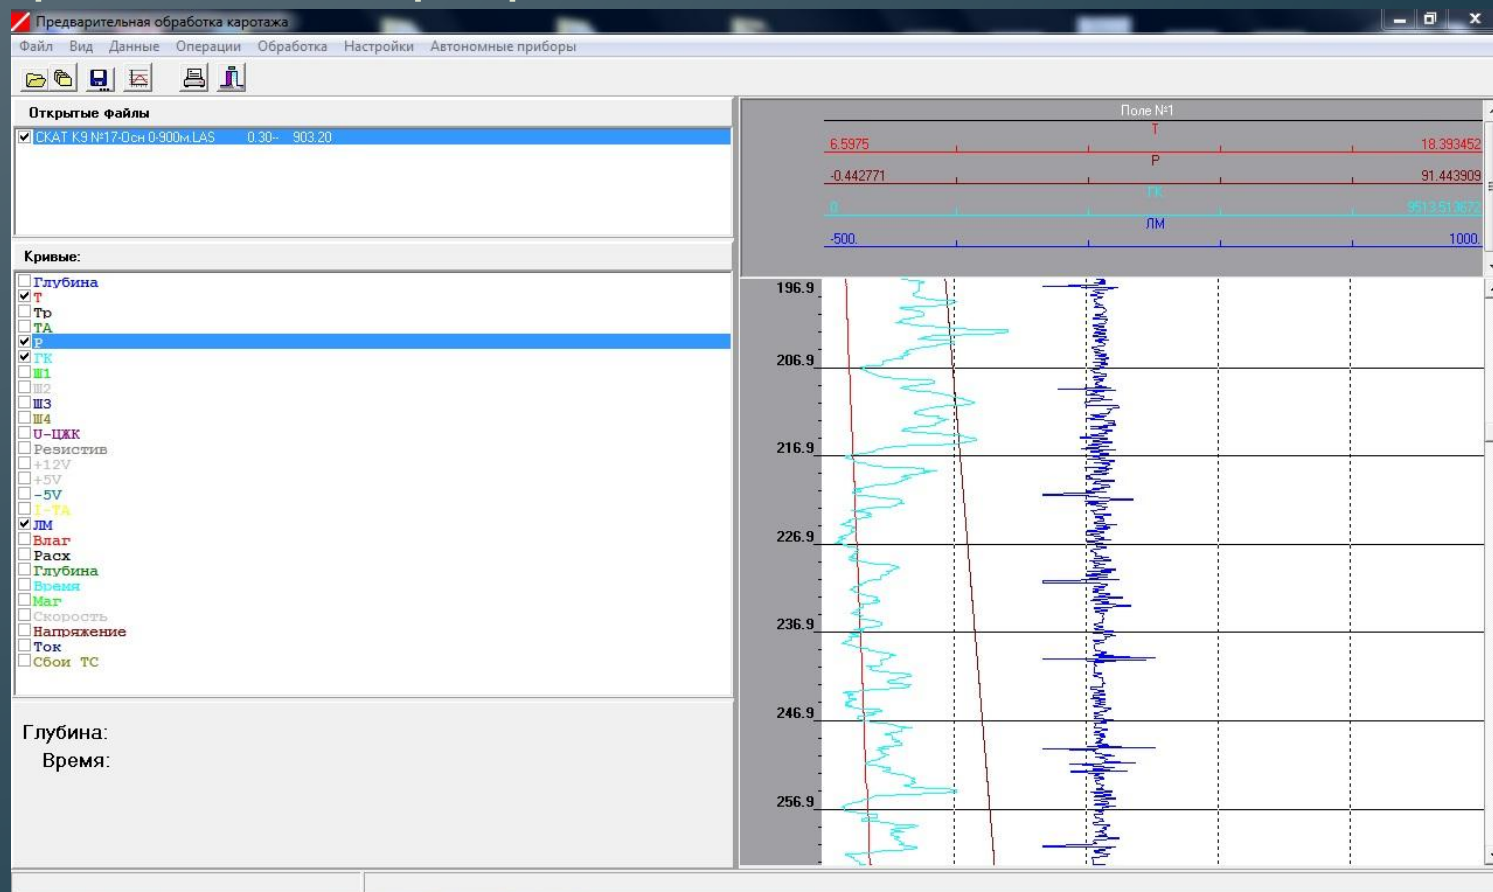 Предварительная обработка каротажа
Файл Вид Данные Операции Обработка Настройки Автономные приборы
Открытые файлы
СКАТ К9 №17-Осн 0-900м.LAS 0.30-- 903.20
Кривые:
Глубина
Т
Тр
ТА
Р
ГК
Ш1
Ш2
Ш3
Ш4
U-ЦЖК
Резистив
+12V
+5V
-5V
I-ТА
ЛМ
Влаг
Расх
Глубина
Время
Маг
Скорость
Напряжение
Ток
Сбои ТС
Глубина:
Время:
Поле №1
Т
6.5975 18.393452
Р
-0.442771 91.443909
ГК
0 9513.513672
ЛМ
-500. 1000.
196.9
206.9
216.9
226.9
236.9
246.9
256.9